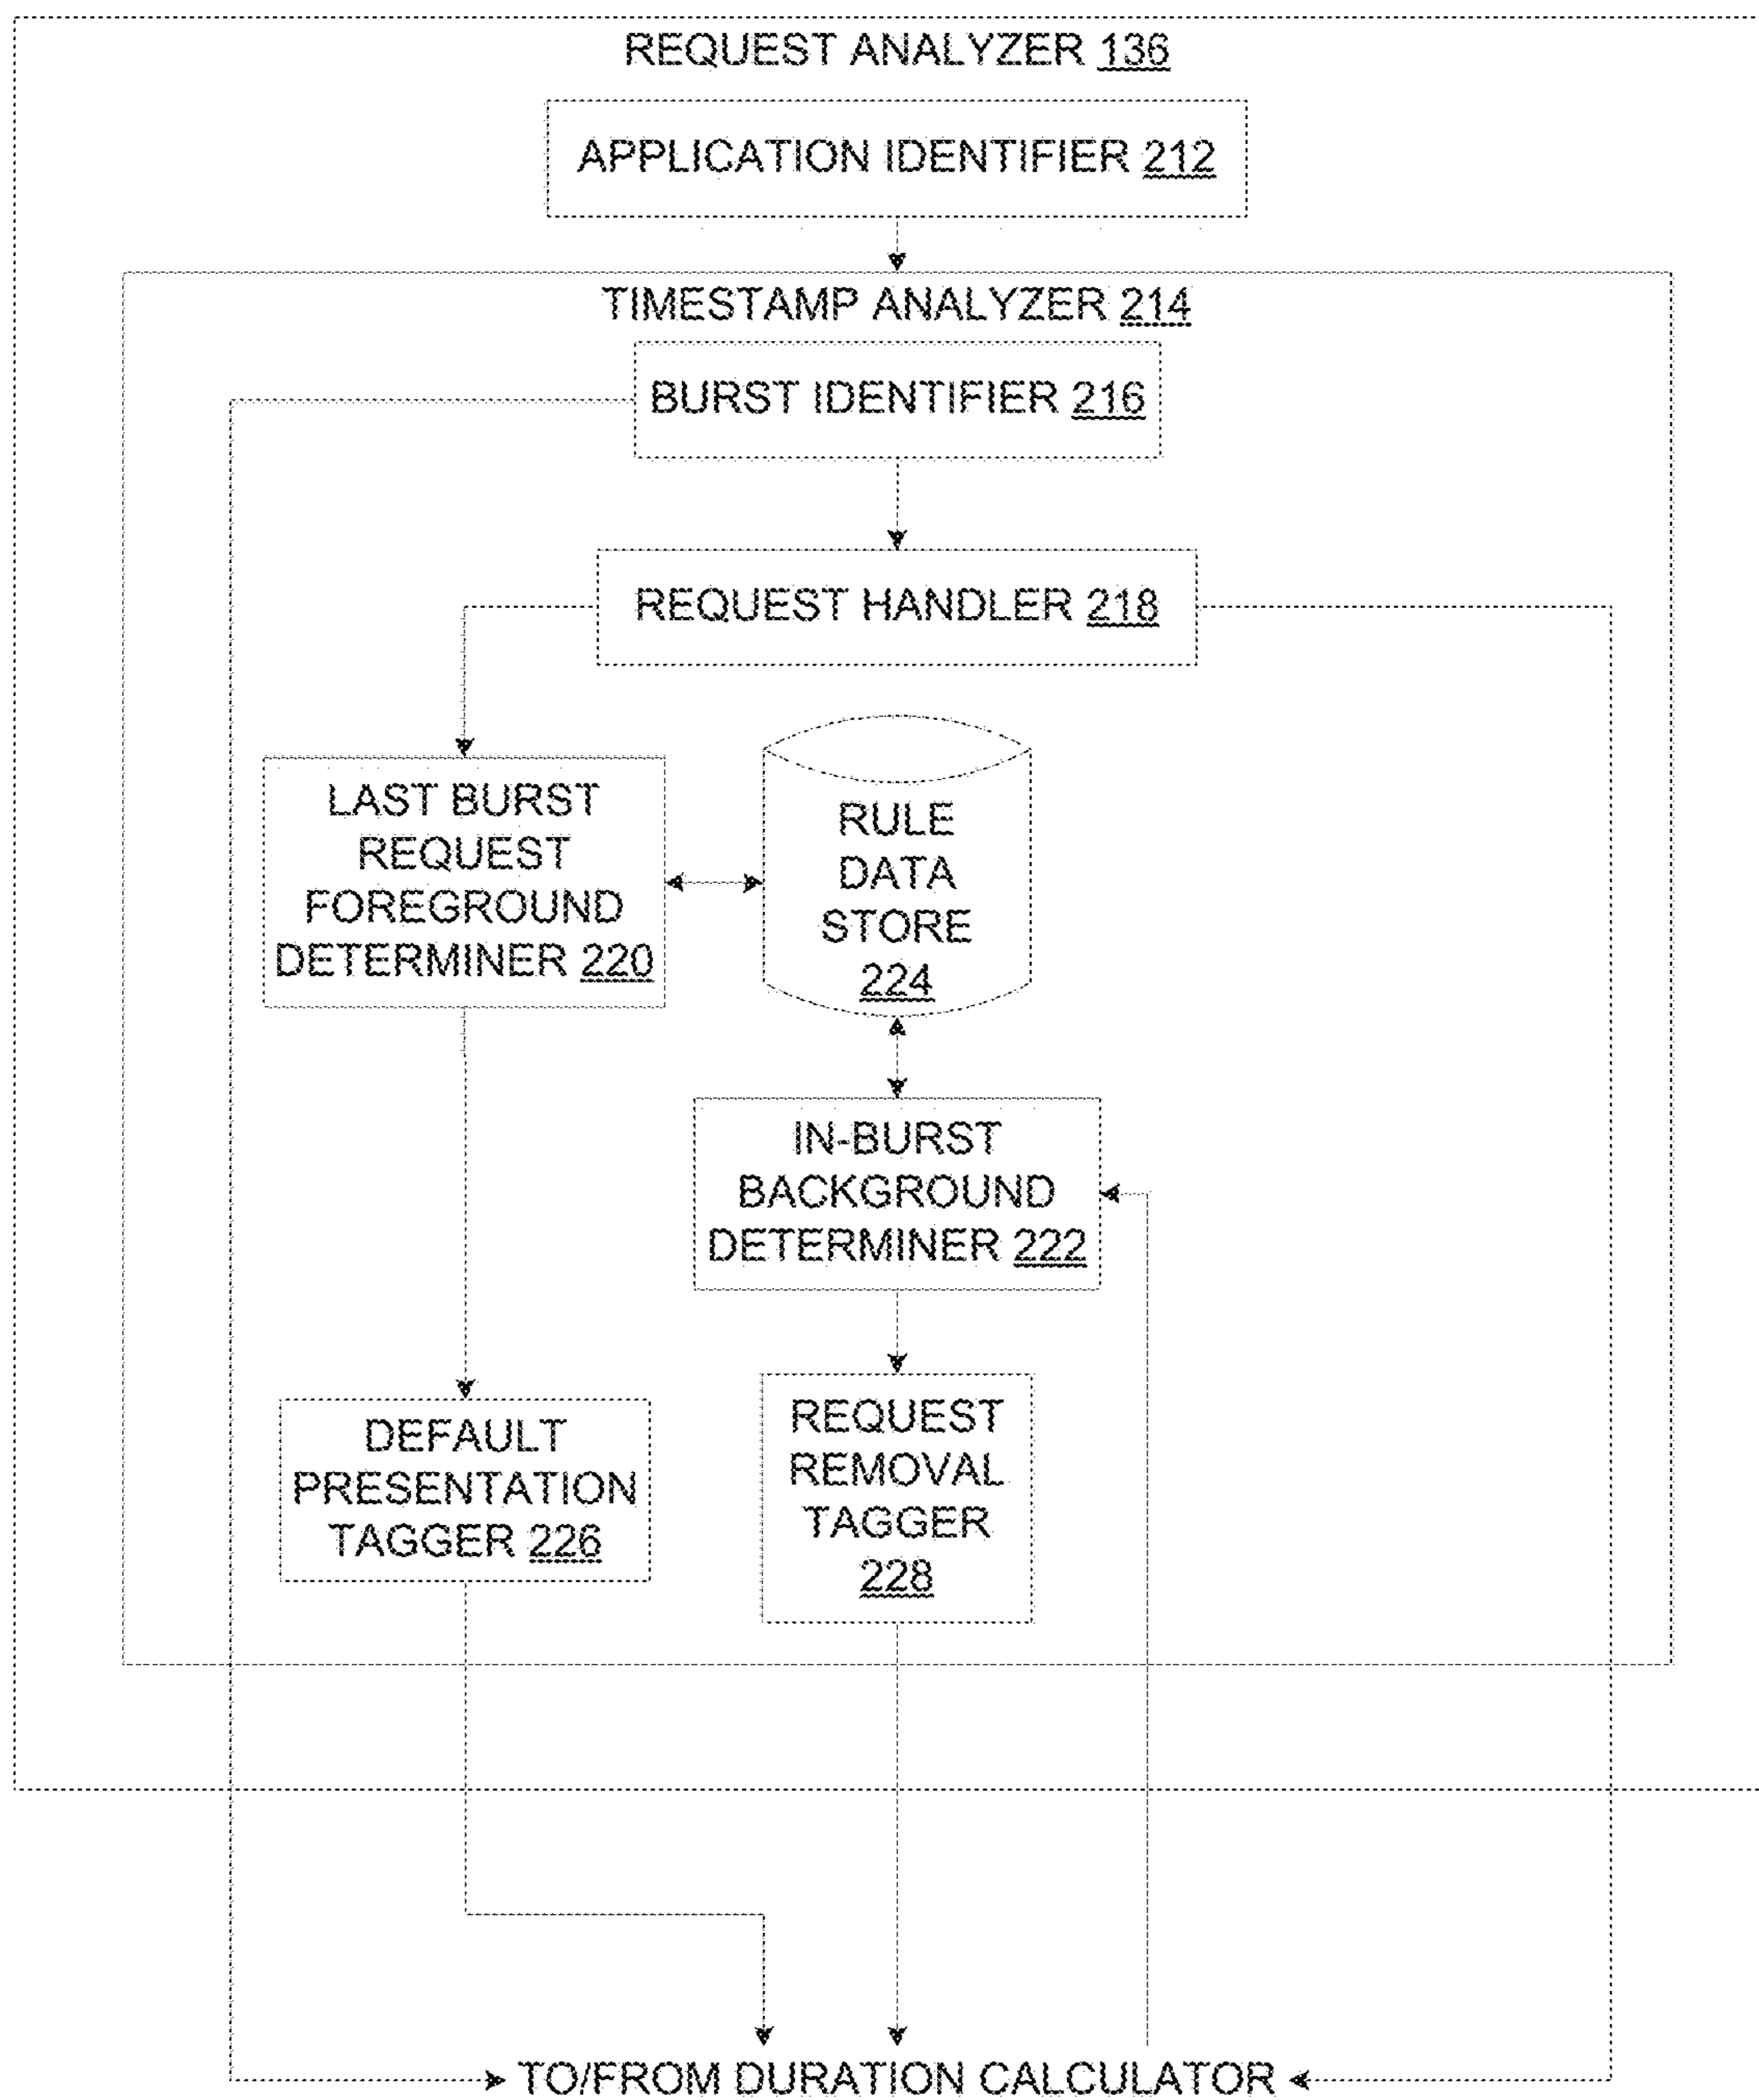 REQUEST ANALYZER 136
APPLICATION IDENTIFIER 212
TIMESTAMP ANALYZER 214
BURST IDENTIFIER 216
REQUEST HANDLER 218
LAST BURST
REQUEST
FOREGROUND
DETERMINER 220
RULE
DATA
STORE
224
IN-BURST
BACKGROUND
DETERMINER 222
DEFAULT
PRESENTATION
TAGGER 226
REQUEST
REMOVAL
TAGGER
228
TO/FROM DURATION CALCULATOR